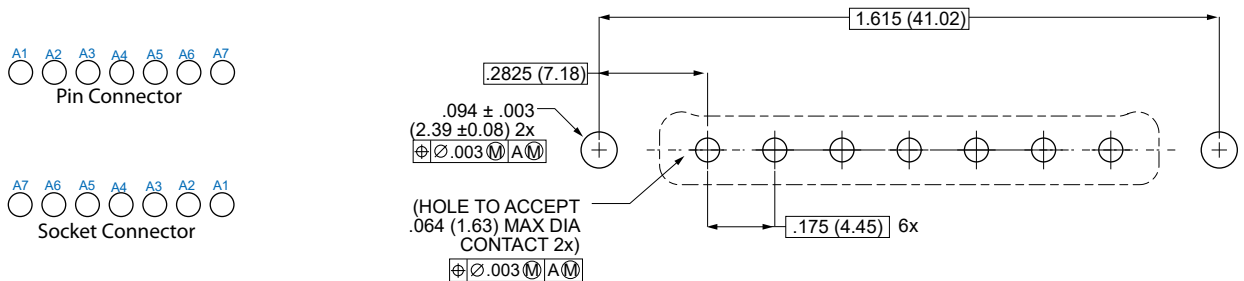 A1 A2 A3 A4 A5 A6 A7
Pin Connector
A7 A6 A5 A4 A3 A2 A1
Socket Connector
1.615 (41.02)
.2825 (7.18)
.094 ± .003
(2.39 ±0.08) 2x
⌖ ∅.003 Ⓜ A Ⓜ
(HOLE TO ACCEPT
.064 (1.63) MAX DIA
CONTACT 2x)
⌖ ∅.003 Ⓜ A Ⓜ
.175 (4.45) 6x